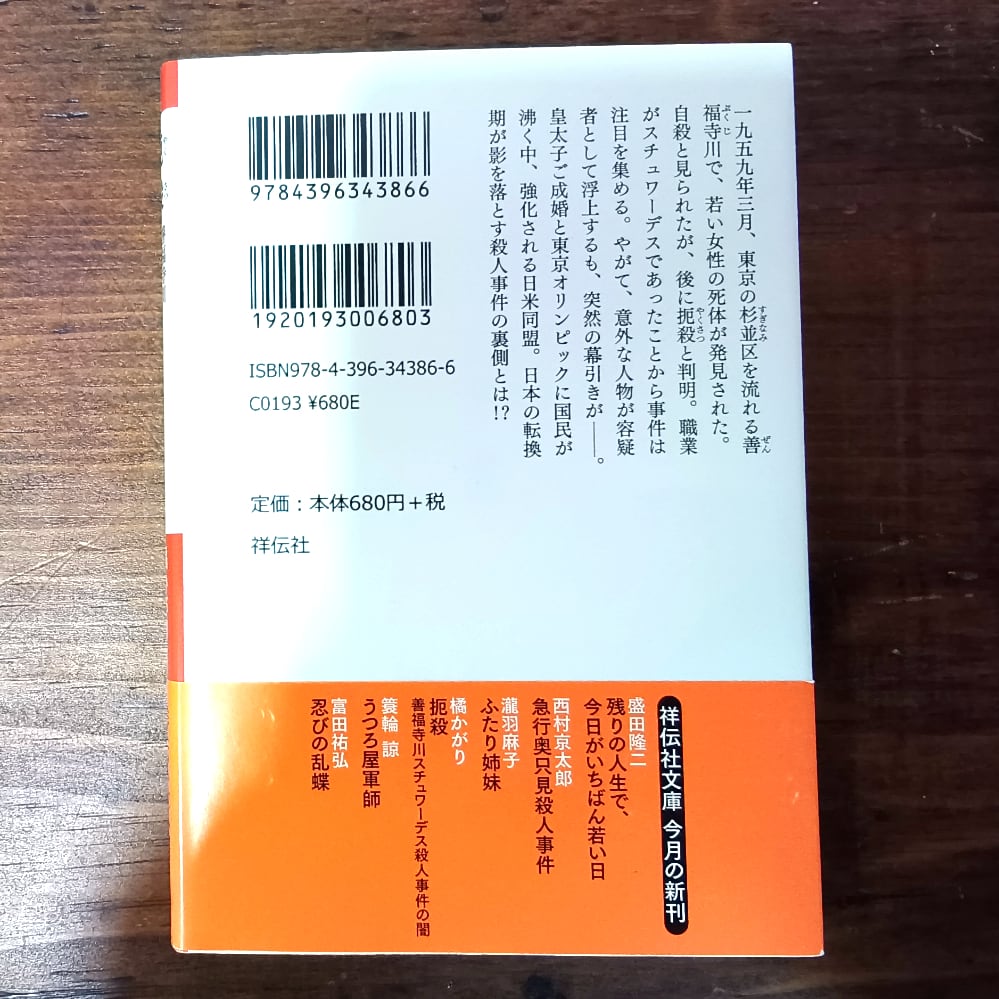 一九五九年三月、東京の杉並区を流れる善
福寺川で、若い女性の死体が発見された。
自殺と見られたが、後に扼殺と判明。職業
がスチュワーデスであったことから事件は
注目を集める。やがて、意外な人物が容疑
者として浮上するも、突然の幕引きが――。
皇太子ご成婚と東京オリンピックに国民が
沸く中、強化される日米同盟。日本の転換
期が影を落とす殺人事件の裏側とは!?
すぎなみ
ぜん
ぷくじ
やくさつ
9784396343866
1920193006803
ISBN978-4-396-34386-6
C0193 ¥680E
定価:本体680円+税
祥伝社
祥伝社文庫 今月の新刊
盛田隆二
残りの人生で、
今日がいちばん若い日
西村京太郎
急行奥只見殺人事件
瀧羽麻子
ふたり姉妹
橘かがり
扼殺
善福寺川スチュワーデス殺人事件の闇
簑輪 諒
うつろ屋軍師
富田祐弘
忍びの乱蝶